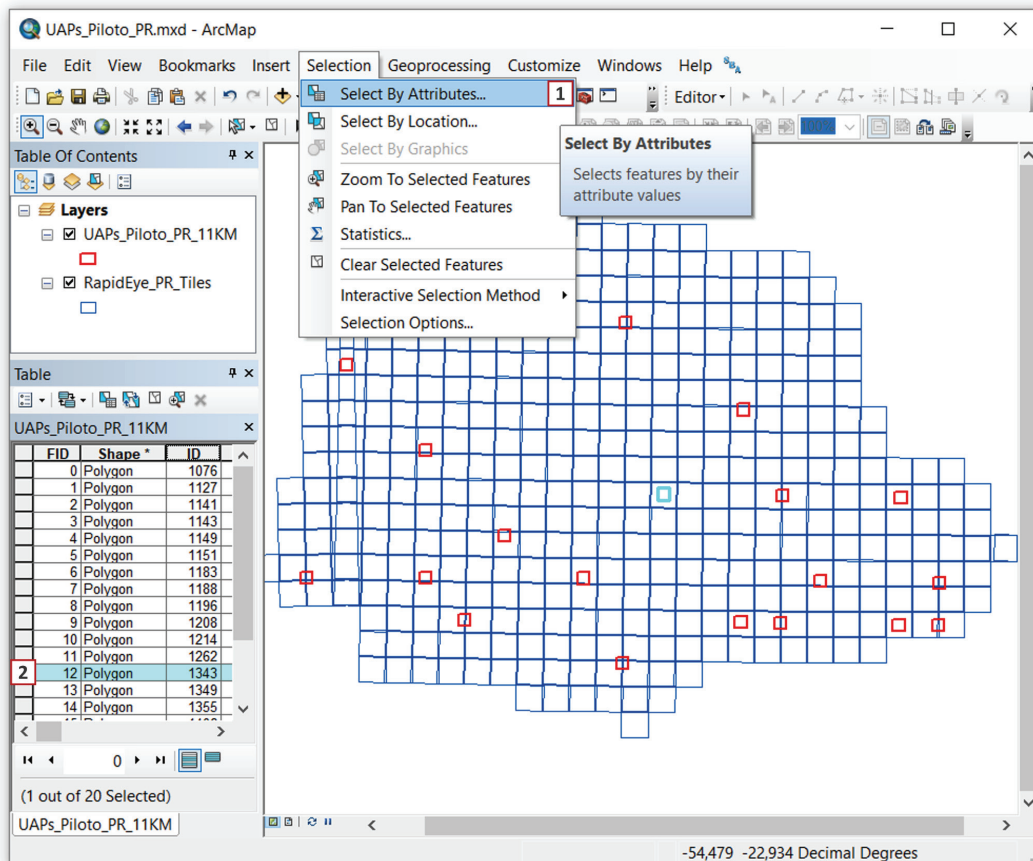 UAPs_Piloto_PR.mxd - ArcMap
File Edit View Bookmarks Insert Selection Geoprocessing Customize Windows Help
Select By Attributes... 1
Editor
Select By Location...
100%
Select By Graphics
Zoom To Selected Features
Pan To Selected Features
Statistics...
Clear Selected Features
Interactive Selection Method
Selection Options...
Select By Attributes
Selects features by their
attribute values
Table Of Contents
Layers
UAPs_Piloto_PR_11KM
RapidEye_PR_Tiles
Table
UAPs_Piloto_PR_11KM
FID Shape * ID
0 Polygon 1076
1 Polygon 1127
2 Polygon 1141
3 Polygon 1143
4 Polygon 1149
5 Polygon 1151
6 Polygon 1183
7 Polygon 1188
8 Polygon 1196
9 Polygon 1208
10 Polygon 1214
11 Polygon 1262
2 12 Polygon 1343
13 Polygon 1349
14 Polygon 1355
0
(1 out of 20 Selected)
UAPs_Piloto_PR_11KM
-54,479 -22,934 Decimal Degrees